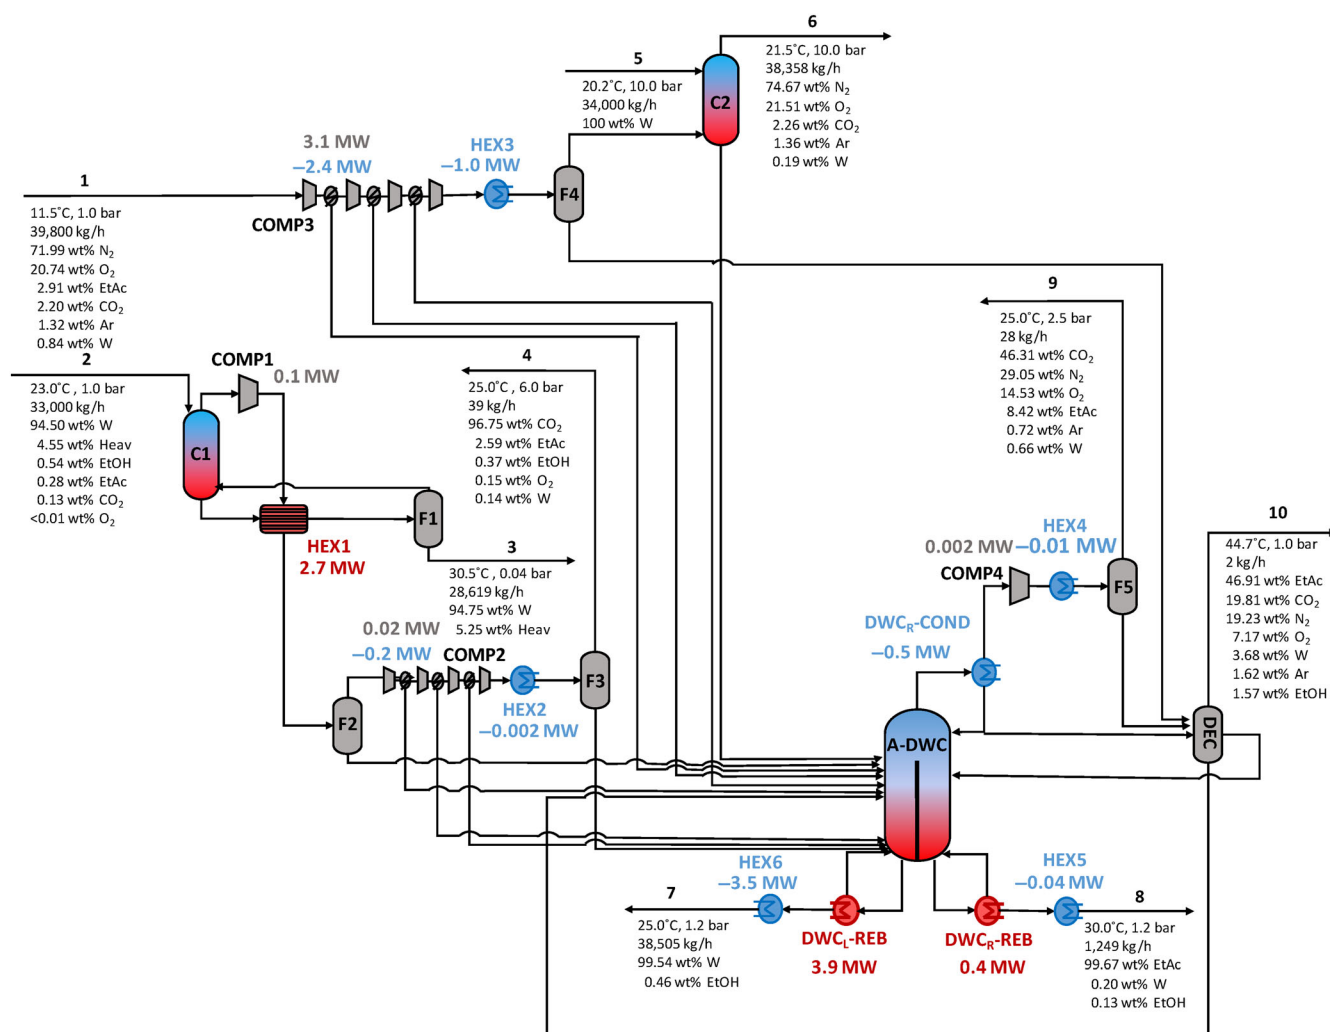 6
21.5˚C, 10.0 bar
38,358 kg/h
74.67 wt% N₂
21.51 wt% O₂
2.26 wt% CO₂
1.36 wt% Ar
0.19 wt% W
5
20.2˚C, 10.0 bar
34,000 kg/h
100 wt% W
C2
3.1 MW
−2.4 MW
HEX3
−1.0 MW
F4
COMP3
1
11.5˚C, 1.0 bar
39,800 kg/h
71.99 wt% N₂
20.74 wt% O₂
2.91 wt% EtAc
2.20 wt% CO₂
1.32 wt% Ar
0.84 wt% W
2
23.0˚C, 1.0 bar
33,000 kg/h
94.50 wt% W
4.55 wt% Heav
0.54 wt% EtOH
0.28 wt% EtAc
0.13 wt% CO₂
<0.01 wt% O₂
COMP1
0.1 MW
C1
HEX1
2.7 MW
F1
3
30.5˚C, 0.04 bar
28,619 kg/h
94.75 wt% W
5.25 wt% Heav
4
25.0˚C , 6.0 bar
39 kg/h
96.75 wt% CO₂
2.59 wt% EtAc
0.37 wt% EtOH
0.15 wt% O₂
0.14 wt% W
0.02 MW
−0.2 MW
COMP2
HEX2
−0.002 MW
F2
F3
9
25.0˚C, 2.5 bar
28 kg/h
46.31 wt% CO₂
29.05 wt% N₂
14.53 wt% O₂
8.42 wt% EtAc
0.72 wt% Ar
0.66 wt% W
HEX4
0.002 MW
−0.01 MW
COMP4
F5
DWC_R-COND
−0.5 MW
10
44.7˚C, 1.0 bar
2 kg/h
46.91 wt% EtAc
19.81 wt% CO₂
19.23 wt% N₂
7.17 wt% O₂
3.68 wt% W
1.62 wt% Ar
1.57 wt% EtOH
DEC
A-DWC
HEX6
−3.5 MW
7
25.0˚C, 1.2 bar
38,505 kg/h
99.54 wt% W
0.46 wt% EtOH
DWC_L-REB
3.9 MW
DWC_R-REB
0.4 MW
HEX5
−0.04 MW
8
30.0˚C, 1.2 bar
1,249 kg/h
99.67 wt% EtAc
0.20 wt% W
0.13 wt% EtOH